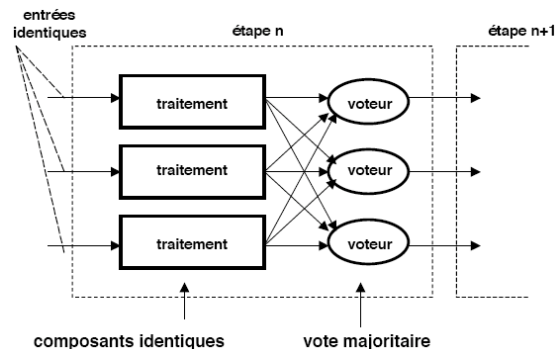 entrées
identiques
étape n
étape n+1
traitement
voteur
traitement
voteur
traitement
voteur
composants identiques
vote majoritaire